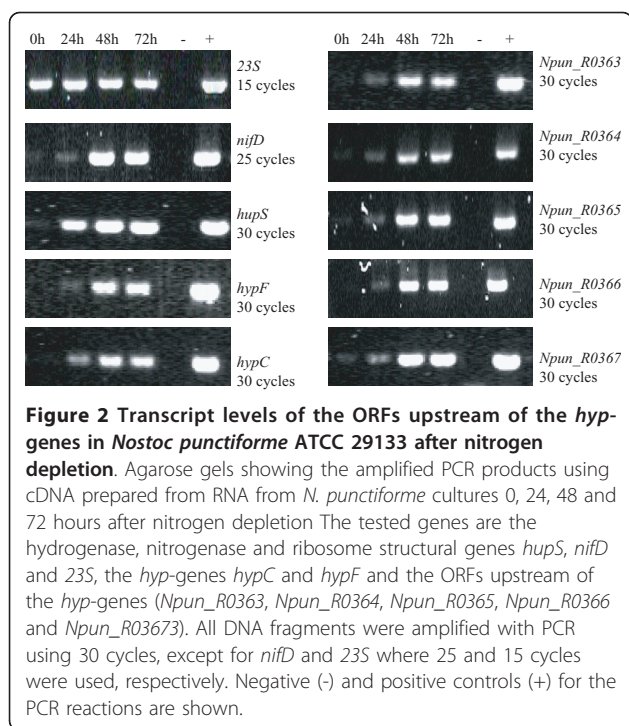 0h 24h 48h 72h - +
23S
15 cycles
nifD
25 cycles
hupS
30 cycles
hypF
30 cycles
hypC
30 cycles
0h 24h 48h 72h - +
Npun_R0363
30 cycles
Npun_R0364
30 cycles
Npun_R0365
30 cycles
Npun_R0366
30 cycles
Npun_R0367
30 cycles
Figure 2 Transcript levels of the ORFs upstream of the hyp-
genes in Nostoc punctiforme ATCC 29133 after nitrogen
depletion. Agarose gels showing the amplified PCR products using
cDNA prepared from RNA from N. punctiforme cultures 0, 24, 48 and
72 hours after nitrogen depletion The tested genes are the
hydrogenase, nitrogenase and ribosome structural genes hupS, nifD
and 23S, the hyp-genes hypC and hypF and the ORFs upstream of
the hyp-genes (Npun_R0363, Npun_R0364, Npun_R0365, Npun_R0366
and Npun_R03673). All DNA fragments were amplified with PCR
using 30 cycles, except for nifD and 23S where 25 and 15 cycles
were used, respectively. Negative (-) and positive controls (+) for the
PCR reactions are shown.